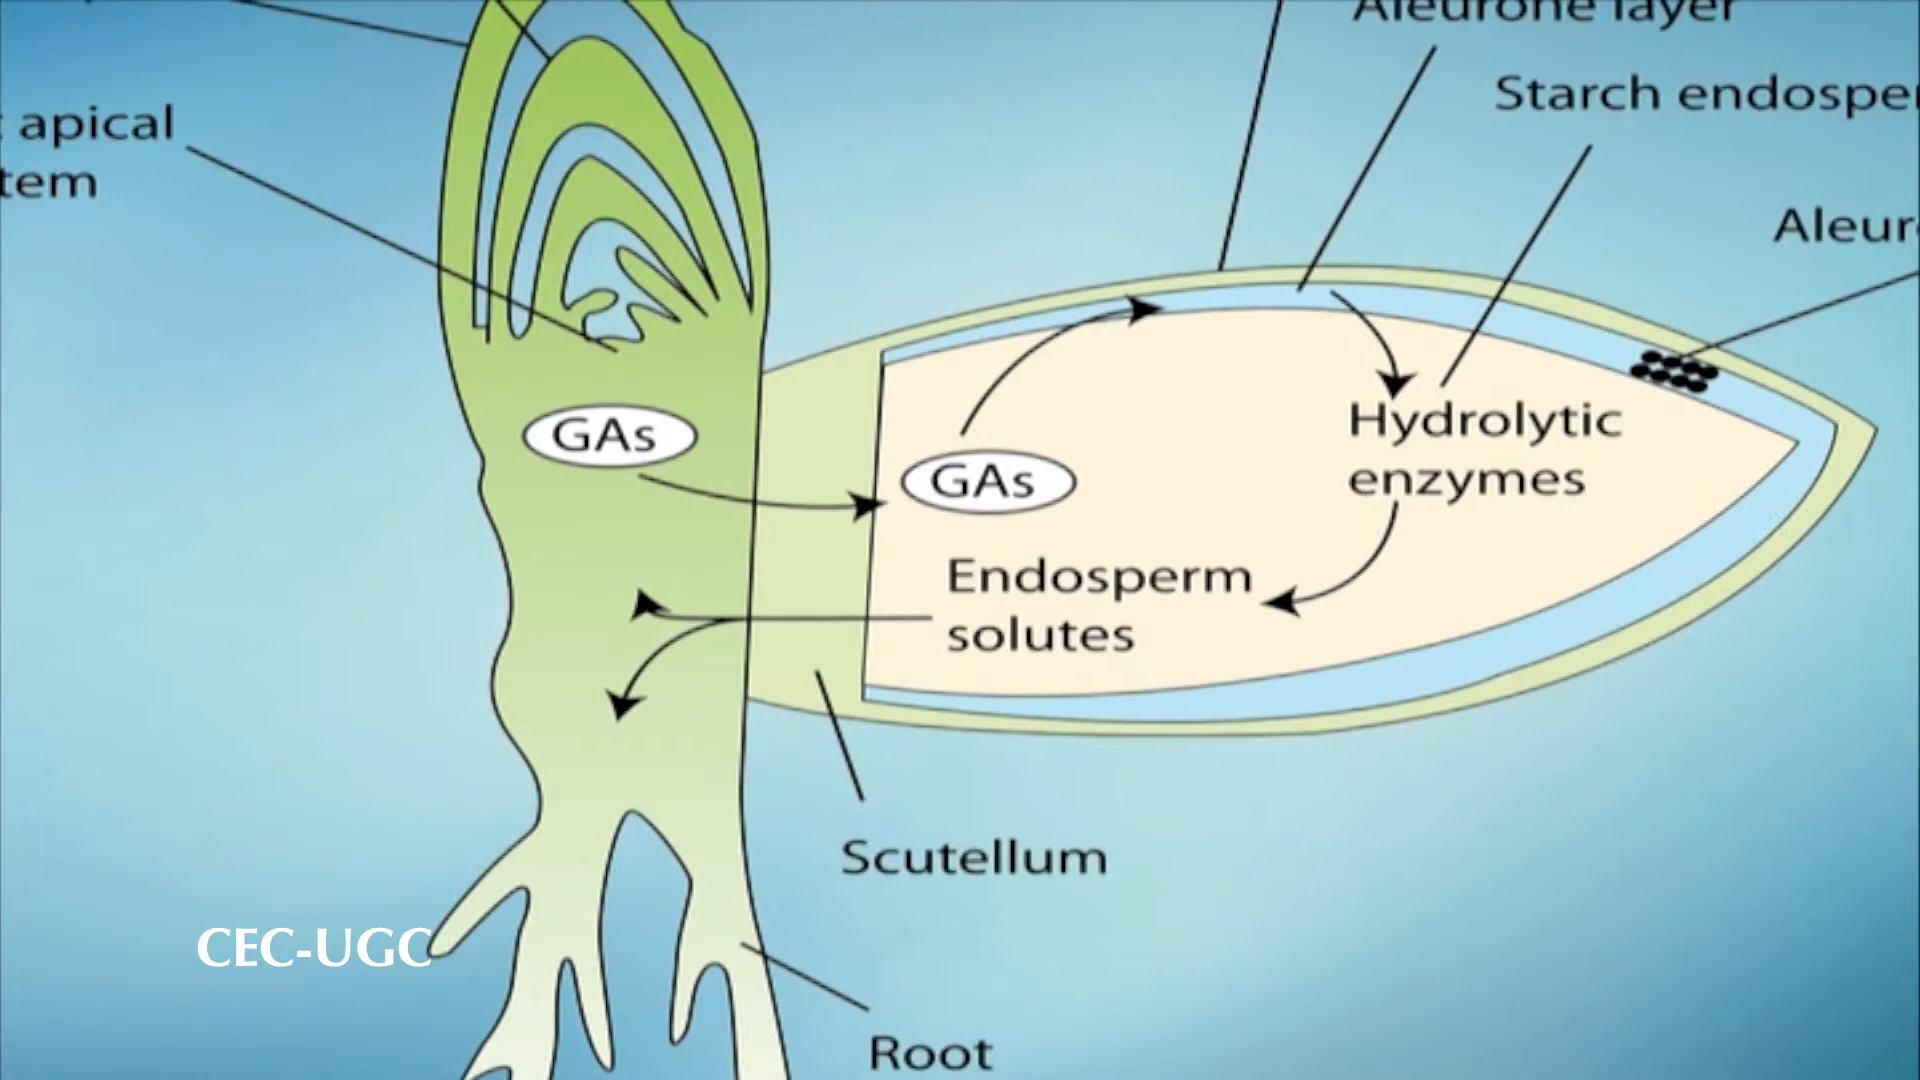 Aleurone layer
Starch endosper
apical
tem
Aleur
GAs
GAs
Hydrolytic
enzymes
Endosperm
solutes
Scutellum
CEC-UGC
Root